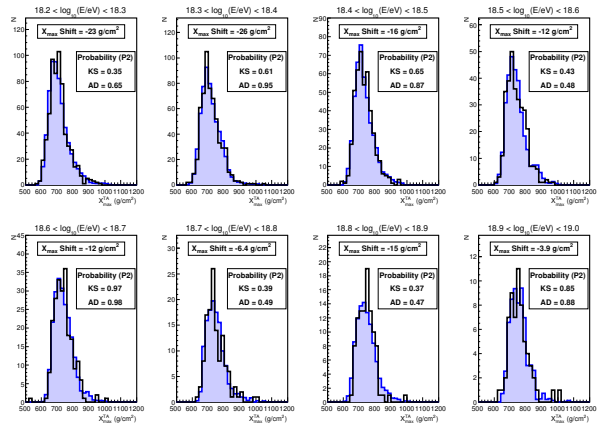 18.2 < log10(E/eV) < 18.3
N
Xmax Shift = -23 g/cm2
Probability (P2)
KS = 0.35
AD = 0.65
120
100
80
60
40
20
0
500 600 700 800 900 1000 1100 1200
XTAmax (g/cm2)
18.3 < log10(E/eV) < 18.4
N
Xmax Shift = -26 g/cm2
Probability (P2)
KS = 0.61
AD = 0.95
120
100
80
60
40
20
0
500 600 700 800 900 1000 1100 1200
XTAmax (g/cm2)
18.4 < log10(E/eV) < 18.5
N
Xmax Shift = -16 g/cm2
Probability (P2)
KS = 0.65
AD = 0.87
90
80
70
60
50
40
30
20
10
0
500 600 700 800 900 1000 1100 1200
XTAmax (g/cm2)
18.5 < log10(E/eV) < 18.6
N
Xmax Shift = -12 g/cm2
Probability (P2)
KS = 0.43
AD = 0.48
60
50
40
30
20
10
0
500 600 700 800 900 1000 1100 1200
XTAmax (g/cm2)
18.6 < log10(E/eV) < 18.7
N
Xmax Shift = -12 g/cm2
Probability (P2)
KS = 0.97
AD = 0.98
45
40
35
30
25
20
15
10
5
0
500 600 700 800 900 1000 1100 1200
XTAmax (g/cm2)
18.7 < log10(E/eV) < 18.8
N
Xmax Shift = -6.4 g/cm2
Probability (P2)
KS = 0.39
AD = 0.49
30
25
20
15
10
5
0
500 600 700 800 900 1000 1100 1200
XTAmax (g/cm2)
18.8 < log10(E/eV) < 18.9
N
Xmax Shift = -15 g/cm2
Probability (P2)
KS = 0.37
AD = 0.47
22
20
18
16
14
12
10
8
6
4
2
0
500 600 700 800 900 1000 1100 1200
XTAmax (g/cm2)
18.9 < log10(E/eV) < 19.0
N
Xmax Shift = -3.9 g/cm2
Probability (P2)
KS = 0.85
AD = 0.88
12
10
8
6
4
2
0
500 600 700 800 900 1000 1100 1200
XTAmax (g/cm2)